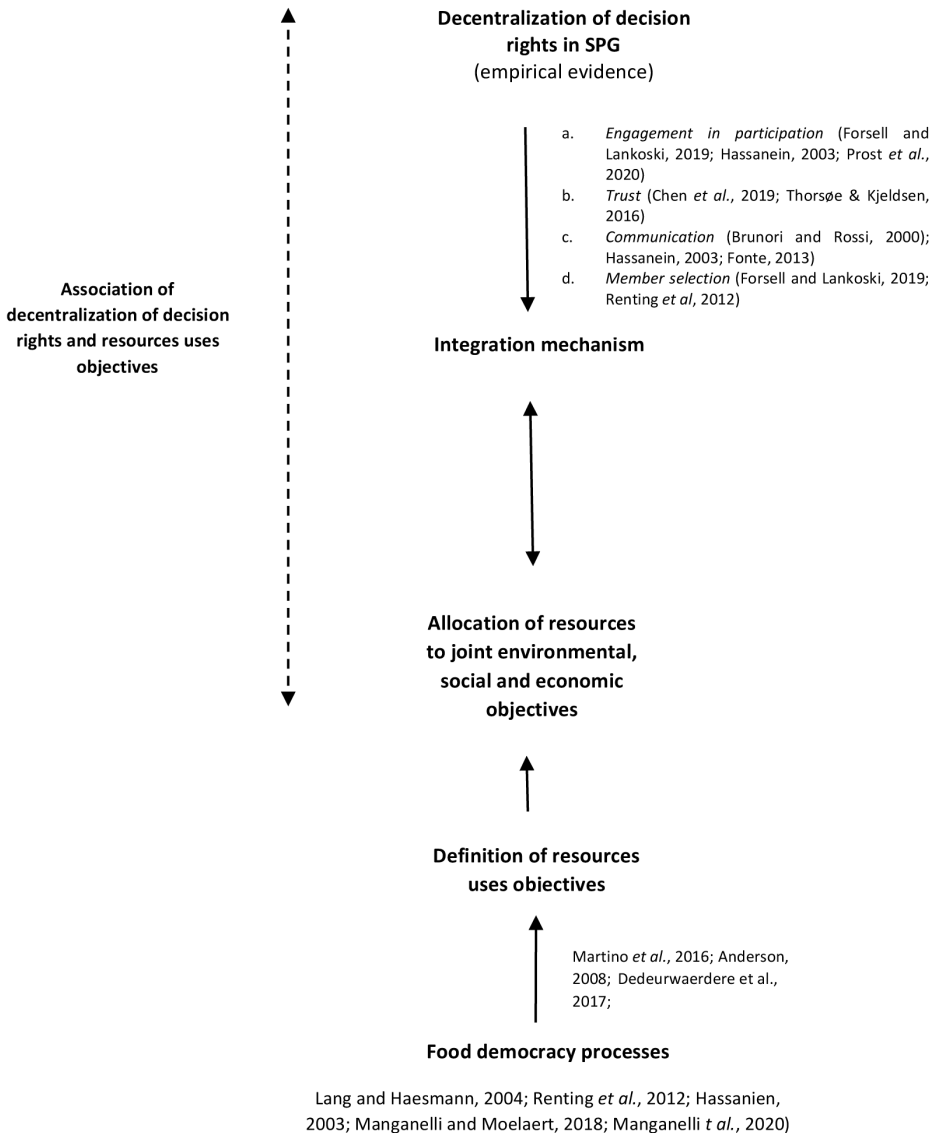 Decentralization of decision
rights in SPG
(empirical evidence)
a. Engagement in participation (Forsell and
Lankoski, 2019; Hassanein, 2003; Prost et al.,
2020)
b. Trust (Chen et al., 2019; Thorsøe & Kjeldsen,
2016)
c. Communication (Brunori and Rossi, 2000);
Hassanein, 2003; Fonte, 2013)
d. Member selection (Forsell and Lankoski, 2019;
Renting et al, 2012)
Association of
decentralization of decision
rights and resources uses
objectives
Integration mechanism
Allocation of resources
to joint environmental,
social and economic
objectives
Definition of resources
uses objectives
Martino et al., 2016; Anderson,
2008; Dedeurwaerdere et al.,
2017;
Food democracy processes
Lang and Haesmann, 2004; Renting et al., 2012; Hassanien,
2003; Manganelli and Moelaert, 2018; Manganelli t al., 2020)